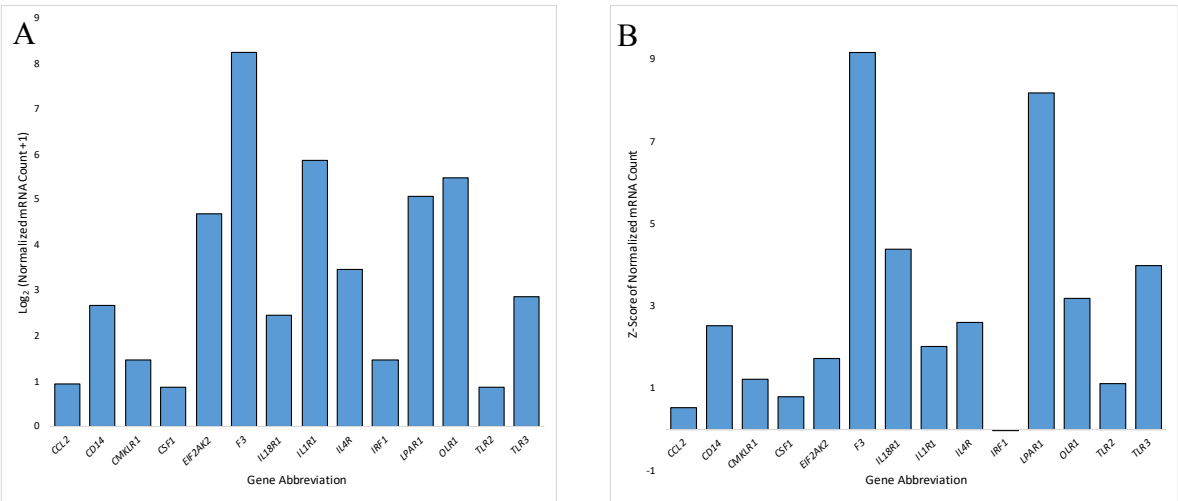 A
9
8
7
6
5
4
3
2
1
0
Log2 (Normalized mRNA Count +1)
CCL2
CD14
CMKLR1
CSF1
EIF2AK2
F3
IL18R1
IL1R1
IL4R
IRF1
LPAR1
OLR1
TLR2
TLR3
Gene Abbreviation
B
9
7
5
3
1
-1
Z-Score of Normalized mRNA Count
CCL2
CD14
CMKLR1
CSF1
EIF2AK2
F3
IL18R1
IL1R1
IL4R
IRF1
LPAR1
OLR1
TLR2
TLR3
Gene Abbreviation